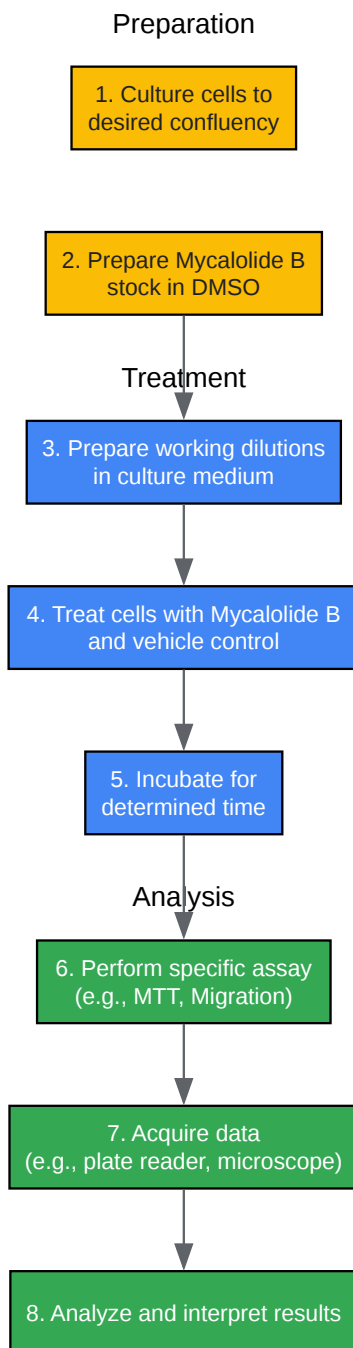 Preparation
1. Culture cells to
desired confluency
2. Prepare Mycalolide B
stock in DMSO
Treatment
3. Prepare working dilutions
in culture medium
4. Treat cells with Mycalolide B
and vehicle control
5. Incubate for
determined time
Analysis
6. Perform specific assay
(e.g., MTT, Migration)
7. Acquire data
(e.g., plate reader, microscope)
8. Analyze and interpret results